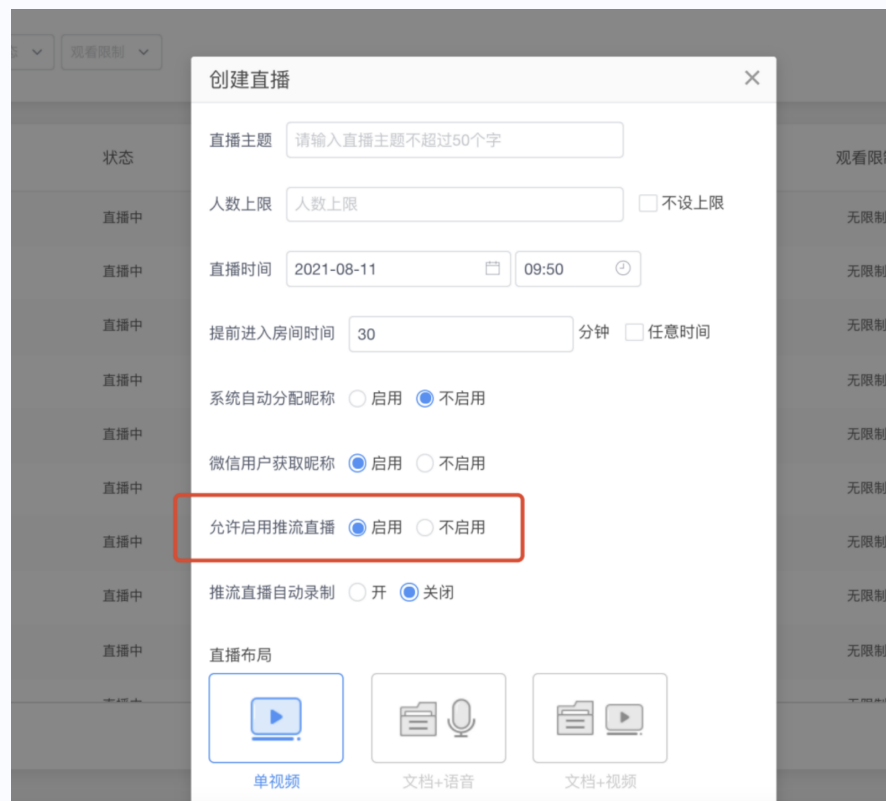 观看限制
创建直播
直播主题 请输入直播主题不超过50个字
状态
观看限
人数上限 人数上限 不设上限
直播中
无限制
直播时间 2021-08-11 09:50
直播中
无限制
直播中
提前进入房间时间 30 分钟 任意时间
无限制
直播中
无限制
系统自动分配昵称 启用 不启用
直播中
无限制
微信用户获取昵称 启用 不启用
直播中
无限制
允许启用推流直播 启用 不启用
直播中
无限制
推流直播自动录制 开 关闭
直播中
无限制
直播中
直播布局
无限制
单视频 文档+语音 文档+视频